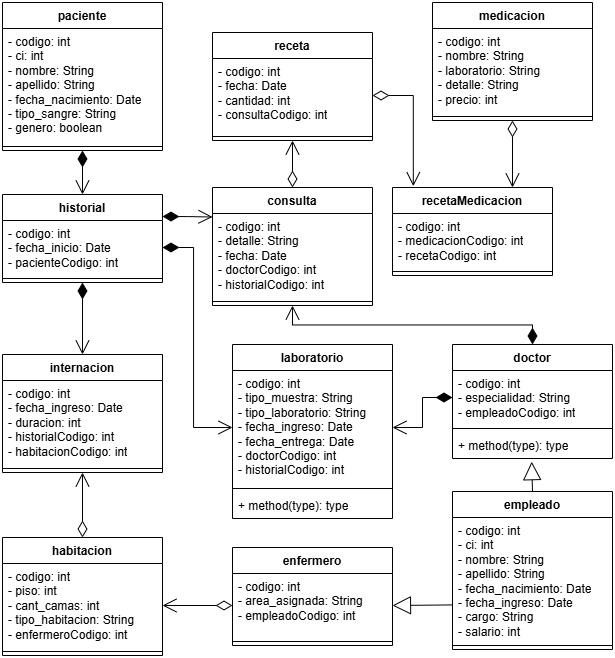 paciente
- codigo: int
- ci: int
- nombre: String
- apellido: String
- fecha_nacimiento: Date
- tipo_sangre: String
- genero: boolean
receta
- codigo: int
- fecha: Date
- cantidad: int
- consultaCodigo: int
medicacion
- codigo: int
- nombre: String
- laboratorio: String
- detalle: String
- precio: int
historial
- codigo: int
- fecha_inicio: Date
- pacienteCodigo: int
consulta
- codigo: int
- detalle: String
- fecha: Date
- doctorCodigo: int
- historialCodigo: int
recetaMedicacion
- codigo: int
- medicacionCodigo: int
- recetaCodigo: int
internacion
- codigo: int
- fecha_ingreso: Date
- duracion: int
- historialCodigo: int
- habitacionCodigo: int
laboratorio
- codigo: int
- tipo_muestra: String
- tipo_laboratorio: String
- fecha_ingreso: Date
- fecha_entrega: Date
- doctorCodigo: int
- historialCodigo: int
+ method(type): type
doctor
- codigo: int
- especialidad: String
- empleadoCodigo: int
+ method(type): type
habitacion
- codigo: int
- piso: int
- cant_camas: int
- tipo_habitacion: String
- enfermeroCodigo: int
enfermero
- codigo: int
- area_asignada: String
- empleadoCodigo: int
empleado
- codigo: int
- ci: int
- nombre: String
- apellido: String
- fecha_nacimiento: Date
- fecha_ingreso: Date
- cargo: String
- salario: int